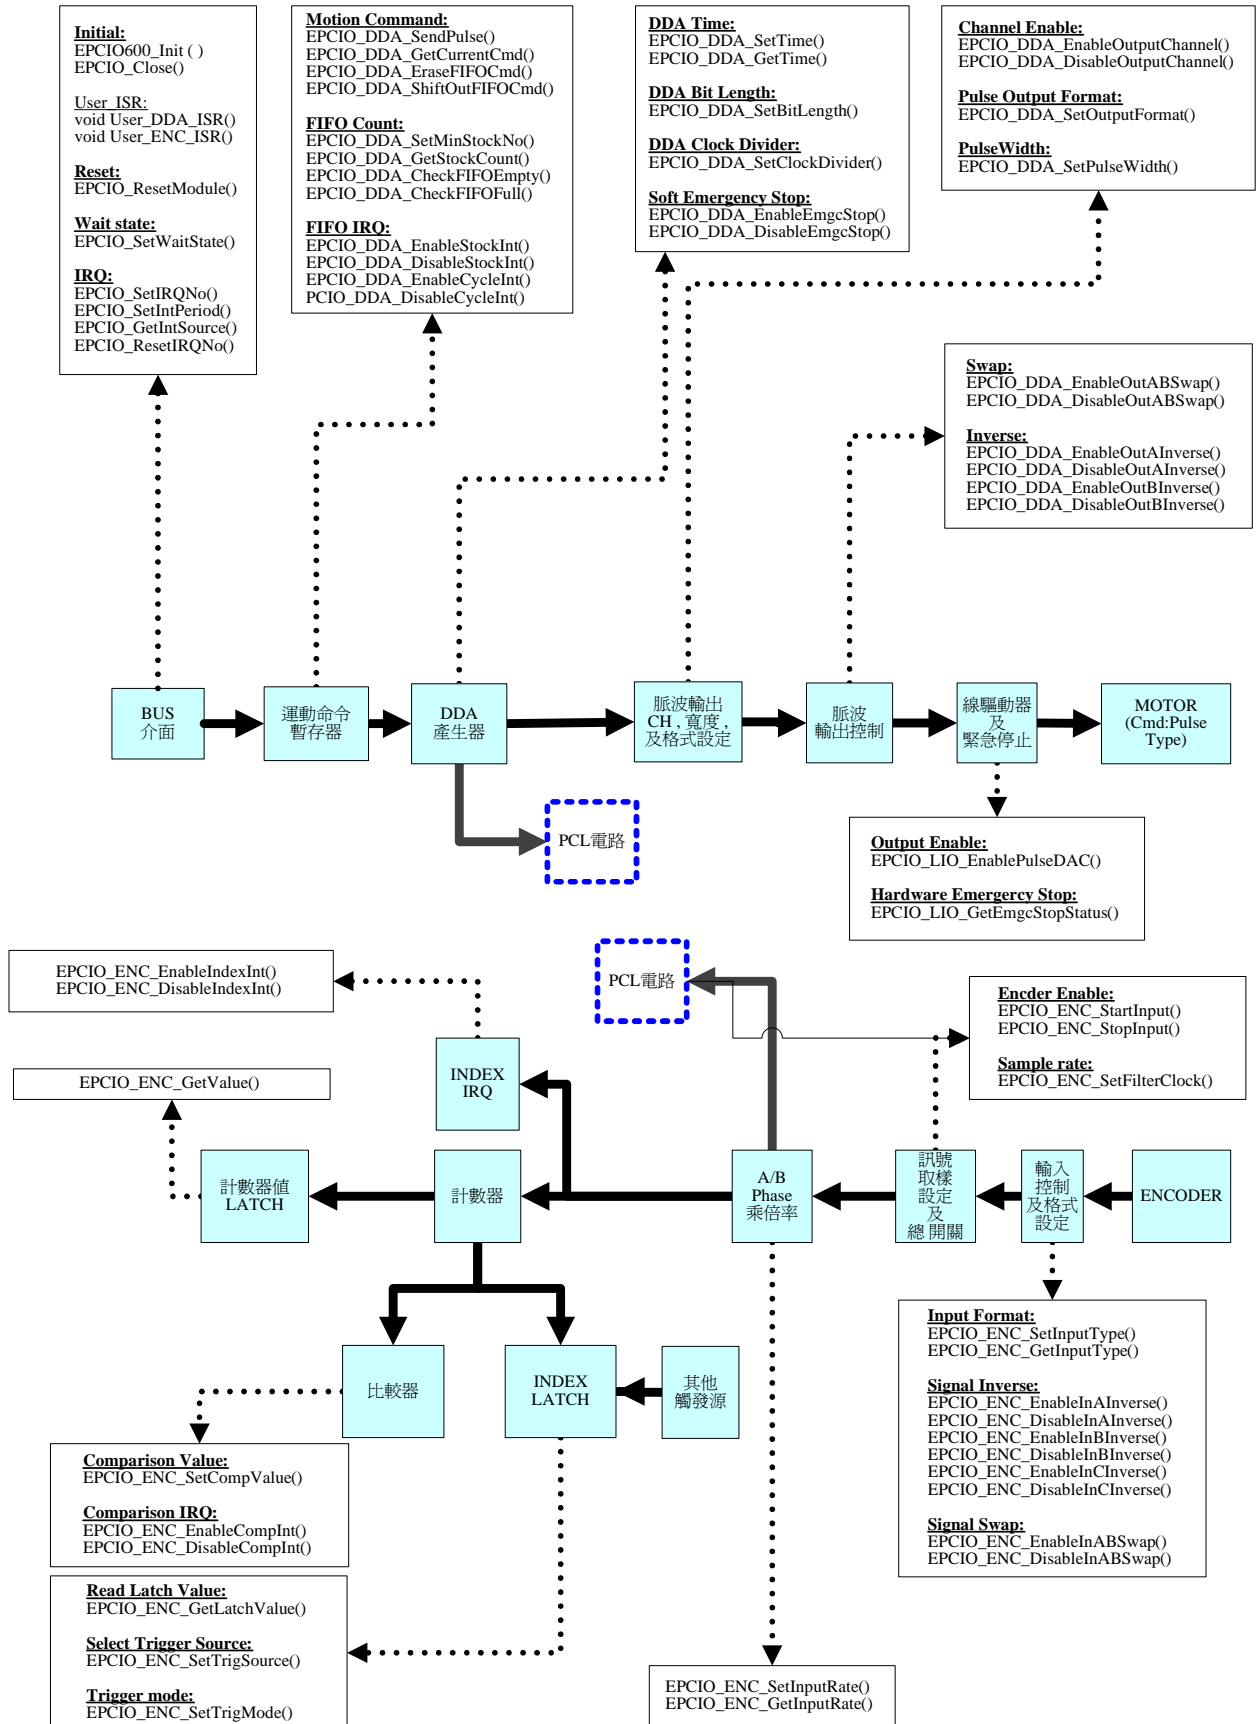 Initial:
EPCIO600_Init ( )
EPCIO_Close()
User_ISR:
void User_DDA_ISR()
void User_ENC_ISR()
Reset:
EPCIO_ResetModule()
Wait state:
EPCIO_SetWaitState()
IRQ:
EPCIO_SetIRQNo()
EPCIO_SetIntPeriod()
EPCIO_GetIntSource()
EPCIO_ResetIRQNo()
Motion Command:
EPCIO_DDA_SendPulse()
EPCIO_DDA_GetCurrentCmd()
EPCIO_DDA_EraseFIFOCmd()
EPCIO_DDA_ShiftOutFIFOCmd()
FIFO Count:
EPCIO_DDA_SetMinStockNo()
EPCIO_DDA_GetStockCount()
EPCIO_DDA_CheckFIFOEmpty()
EPCIO_DDA_CheckFIFOFull()
FIFO IRQ:
EPCIO_DDA_EnableStockInt()
EPCIO_DDA_DisableStockInt()
EPCIO_DDA_EnableCycleInt()
PCIO_DDA_DisableCycleInt()
DDA Time:
EPCIO_DDA_SetTime()
EPCIO_DDA_GetTime()
DDA Bit Length:
EPCIO_DDA_SetBitLength()
DDA Clock Divider:
EPCIO_DDA_SetClockDivider()
Soft Emergency Stop:
EPCIO_DDA_EnableEmgcStop()
EPCIO_DDA_DisableEmgcStop()
Channel Enable:
EPCIO_DDA_EnableOutputChannel()
EPCIO_DDA_DisableOutputChannel()
Pulse Output Format:
EPCIO_DDA_SetOutputFormat()
PulseWidth:
EPCIO_DDA_SetPulseWidth()
Swap:
EPCIO_DDA_EnableOutABSwap()
EPCIO_DDA_DisableOutABSwap()
Inverse:
EPCIO_DDA_EnableOutAInverse()
EPCIO_DDA_DisableOutAInverse()
EPCIO_DDA_EnableOutBInverse()
EPCIO_DDA_DisableOutBInverse()
BUS
介面
運動命令
暫存器
DDA
產生器
脈波輸出
CH , 寬度 ,
及格式設定
脈波
輸出控制
線驅動器
及
緊急停止
MOTOR
(Cmd:Pulse
Type)
PCL電路
Output Enable:
EPCIO_LIO_EnablePulseDAC()
Hardware Emergercy Stop:
EPCIO_LIO_GetEmgcStopStatus()
EPCIO_ENC_EnableIndexInt()
EPCIO_ENC_DisableIndexInt()
PCL電路
Encder Enable:
EPCIO_ENC_StartInput()
EPCIO_ENC_StopInput()
Sample rate:
EPCIO_ENC_SetFilterClock()
EPCIO_ENC_GetValue()
INDEX
IRQ
計數器值
LATCH
計數器
A/B
Phase
乘倍率
訊號
取樣
設定
及
總 開關
輸入
控制
及格式
設定
ENCODER
比較器
INDEX
LATCH
其他
觸發源
Input Format:
EPCIO_ENC_SetInputType()
EPCIO_ENC_GetInputType()
Signal Inverse:
EPCIO_ENC_EnableInAInverse()
EPCIO_ENC_DisableInAInverse()
EPCIO_ENC_EnableInBInverse()
EPCIO_ENC_DisableInBInverse()
EPCIO_ENC_EnableInCInverse()
EPCIO_ENC_DisableInCInverse()
Signal Swap:
EPCIO_ENC_EnableInABSwap()
EPCIO_ENC_DisableInABSwap()
Comparison Value:
EPCIO_ENC_SetCompValue()
Comparison IRQ:
EPCIO_ENC_EnableCompInt()
EPCIO_ENC_DisableCompInt()
Read Latch Value:
EPCIO_ENC_GetLatchValue()
Select Trigger Source:
EPCIO_ENC_SetTrigSource()
Trigger mode:
EPCIO_ENC_SetTrigMode()
EPCIO_ENC_SetInputRate()
EPCIO_ENC_GetInputRate()